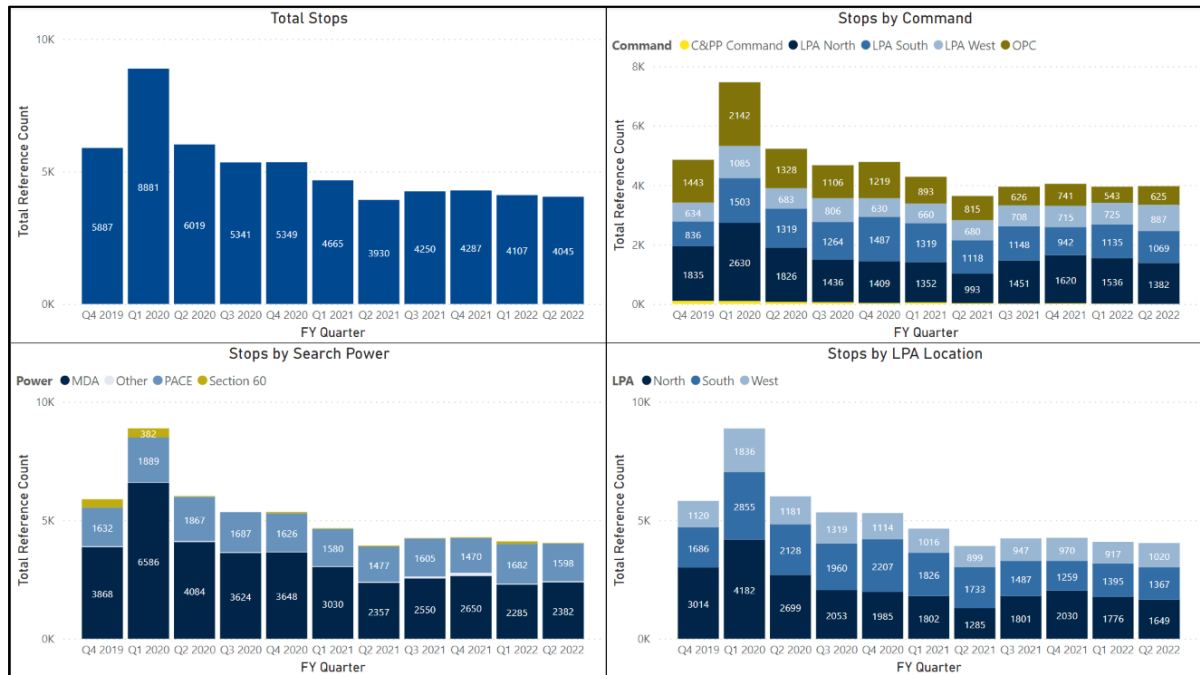 Total Stops
10K
5K
0K
Total Reference Count
5887
8881
6019
5341
5349
4665
3930
4250
4287
4107
4045
Q4 2019 Q1 2020 Q2 2020 Q3 2020 Q4 2020 Q1 2021 Q2 2021 Q3 2021 Q4 2021 Q1 2022 Q2 2022
FY Quarter
Stops by Command
Command C&PP Command LPA North LPA South LPA West OPC
8K
6K
4K
2K
0K
Total Reference Count
1443 634 836 1835
2142 1085 1503 2630
1328 683 1319 1826
1106 806 1264 1436
1219 630 1487 1409
893 660 1319 1352
815 680 1118 993
626 708 1148 1451
741 715 942 1620
543 725 1135 1536
625 887 1069 1382
Q4 2019 Q1 2020 Q2 2020 Q3 2020 Q4 2020 Q1 2021 Q2 2021 Q3 2021 Q4 2021 Q1 2022 Q2 2022
FY Quarter
Stops by Search Power
Power MDA Other PACE Section 60
10K
5K
0K
Total Reference Count
1632 3868
382 1889 6586
1867 4084
1687 3624
1626 3648
1580 3030
1477 2357
1605 2550
1470 2650
1682 2285
1598 2382
Q4 2019 Q1 2020 Q2 2020 Q3 2020 Q4 2020 Q1 2021 Q2 2021 Q3 2021 Q4 2021 Q1 2022 Q2 2022
FY Quarter
Stops by LPA Location
LPA North South West
10K
5K
0K
Total Reference Count
1120 1686 3014
1836 2855 4182
1181 2128 2699
1319 1960 2053
1114 2207 1985
1016 1826 1802
899 1733 1285
947 1487 1801
970 1259 2030
917 1395 1776
1020 1367 1649
Q4 2019 Q1 2020 Q2 2020 Q3 2020 Q4 2020 Q1 2021 Q2 2021 Q3 2021 Q4 2021 Q1 2022 Q2 2022
FY Quarter